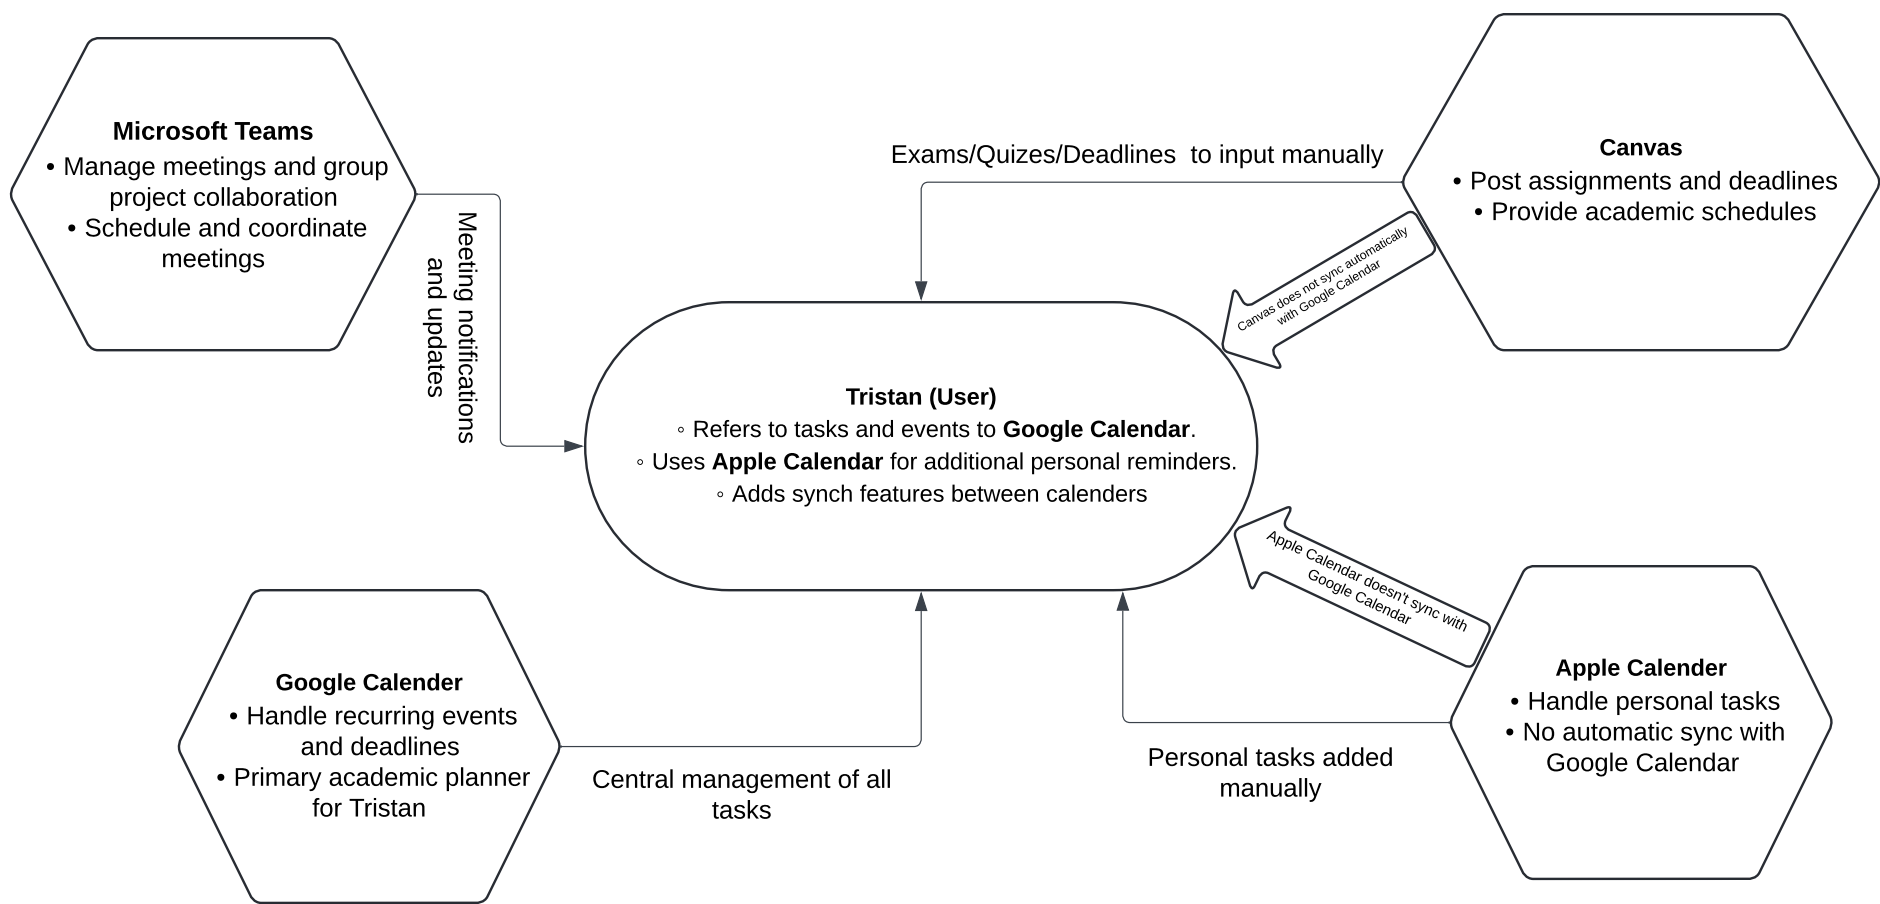 Microsoft Teams
• Manage meetings and group
project collaboration
• Schedule and coordinate
meetings
Meeting notifications
and updates
Exams/Quizes/Deadlines  to input manually
Canvas
• Post assignments and deadlines
• Provide academic schedules
Canvas does not sync automatically
with Google Calendar
Tristan (User)
◦ Refers to tasks and events to Google Calendar.
◦ Uses Apple Calendar for additional personal reminders.
◦ Adds synch features between calenders
Apple Calendar doesn't sync with
Google Calendar
Google Calender
• Handle recurring events
and deadlines
• Primary academic planner
for Tristan
Central management of all
tasks
Personal tasks added
manually
Apple Calender
• Handle personal tasks
• No automatic sync with
Google Calendar